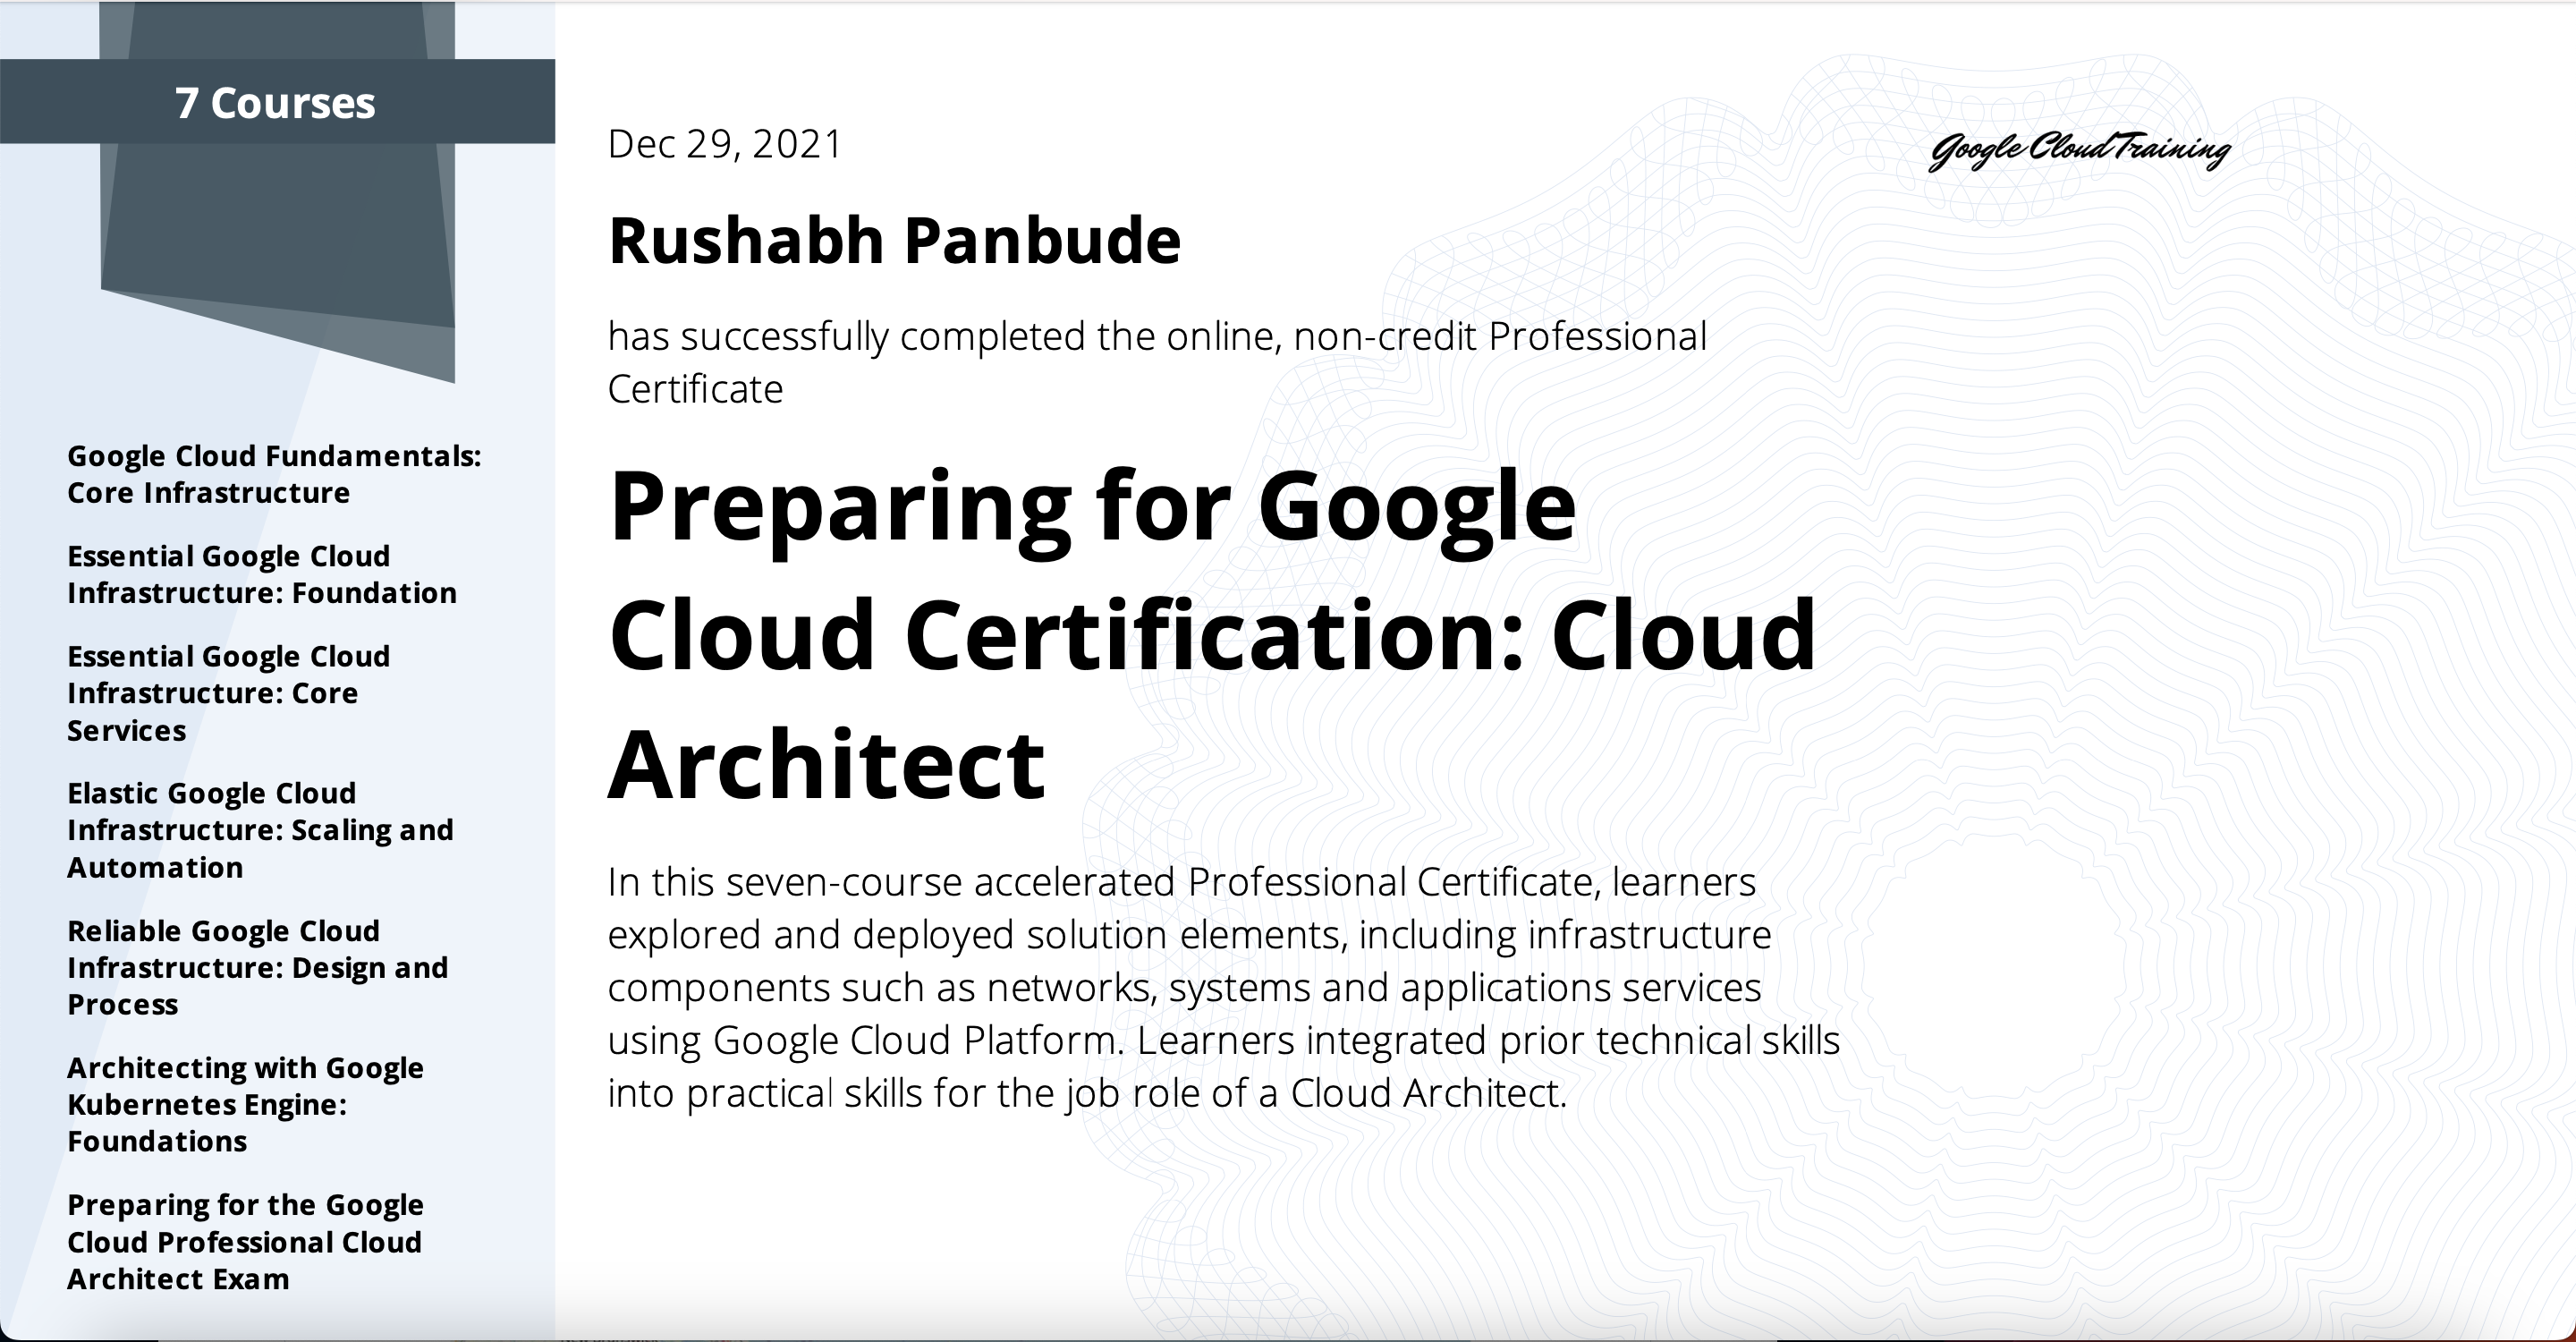 7 Courses
Google Cloud Fundamentals:
Core Infrastructure
Essential Google Cloud
Infrastructure: Foundation
Essential Google Cloud
Infrastructure: Core
Services
Elastic Google Cloud
Infrastructure: Scaling and
Automation
Reliable Google Cloud
Infrastructure: Design and
Process
Architecting with Google
Kubernetes Engine:
Foundations
Preparing for the Google
Cloud Professional Cloud
Architect Exam
Dec 29, 2021
Rushabh Panbude
has successfully completed the online, non-credit Professional
Certificate
Preparing for Google
Cloud Certification: Cloud
Architect
In this seven-course accelerated Professional Certificate, learners
explored and deployed solution elements, including infrastructure
components such as networks, systems and applications services
using Google Cloud Platform. Learners integrated prior technical skills
into practical skills for the job role of a Cloud Architect.
Google Cloud Training